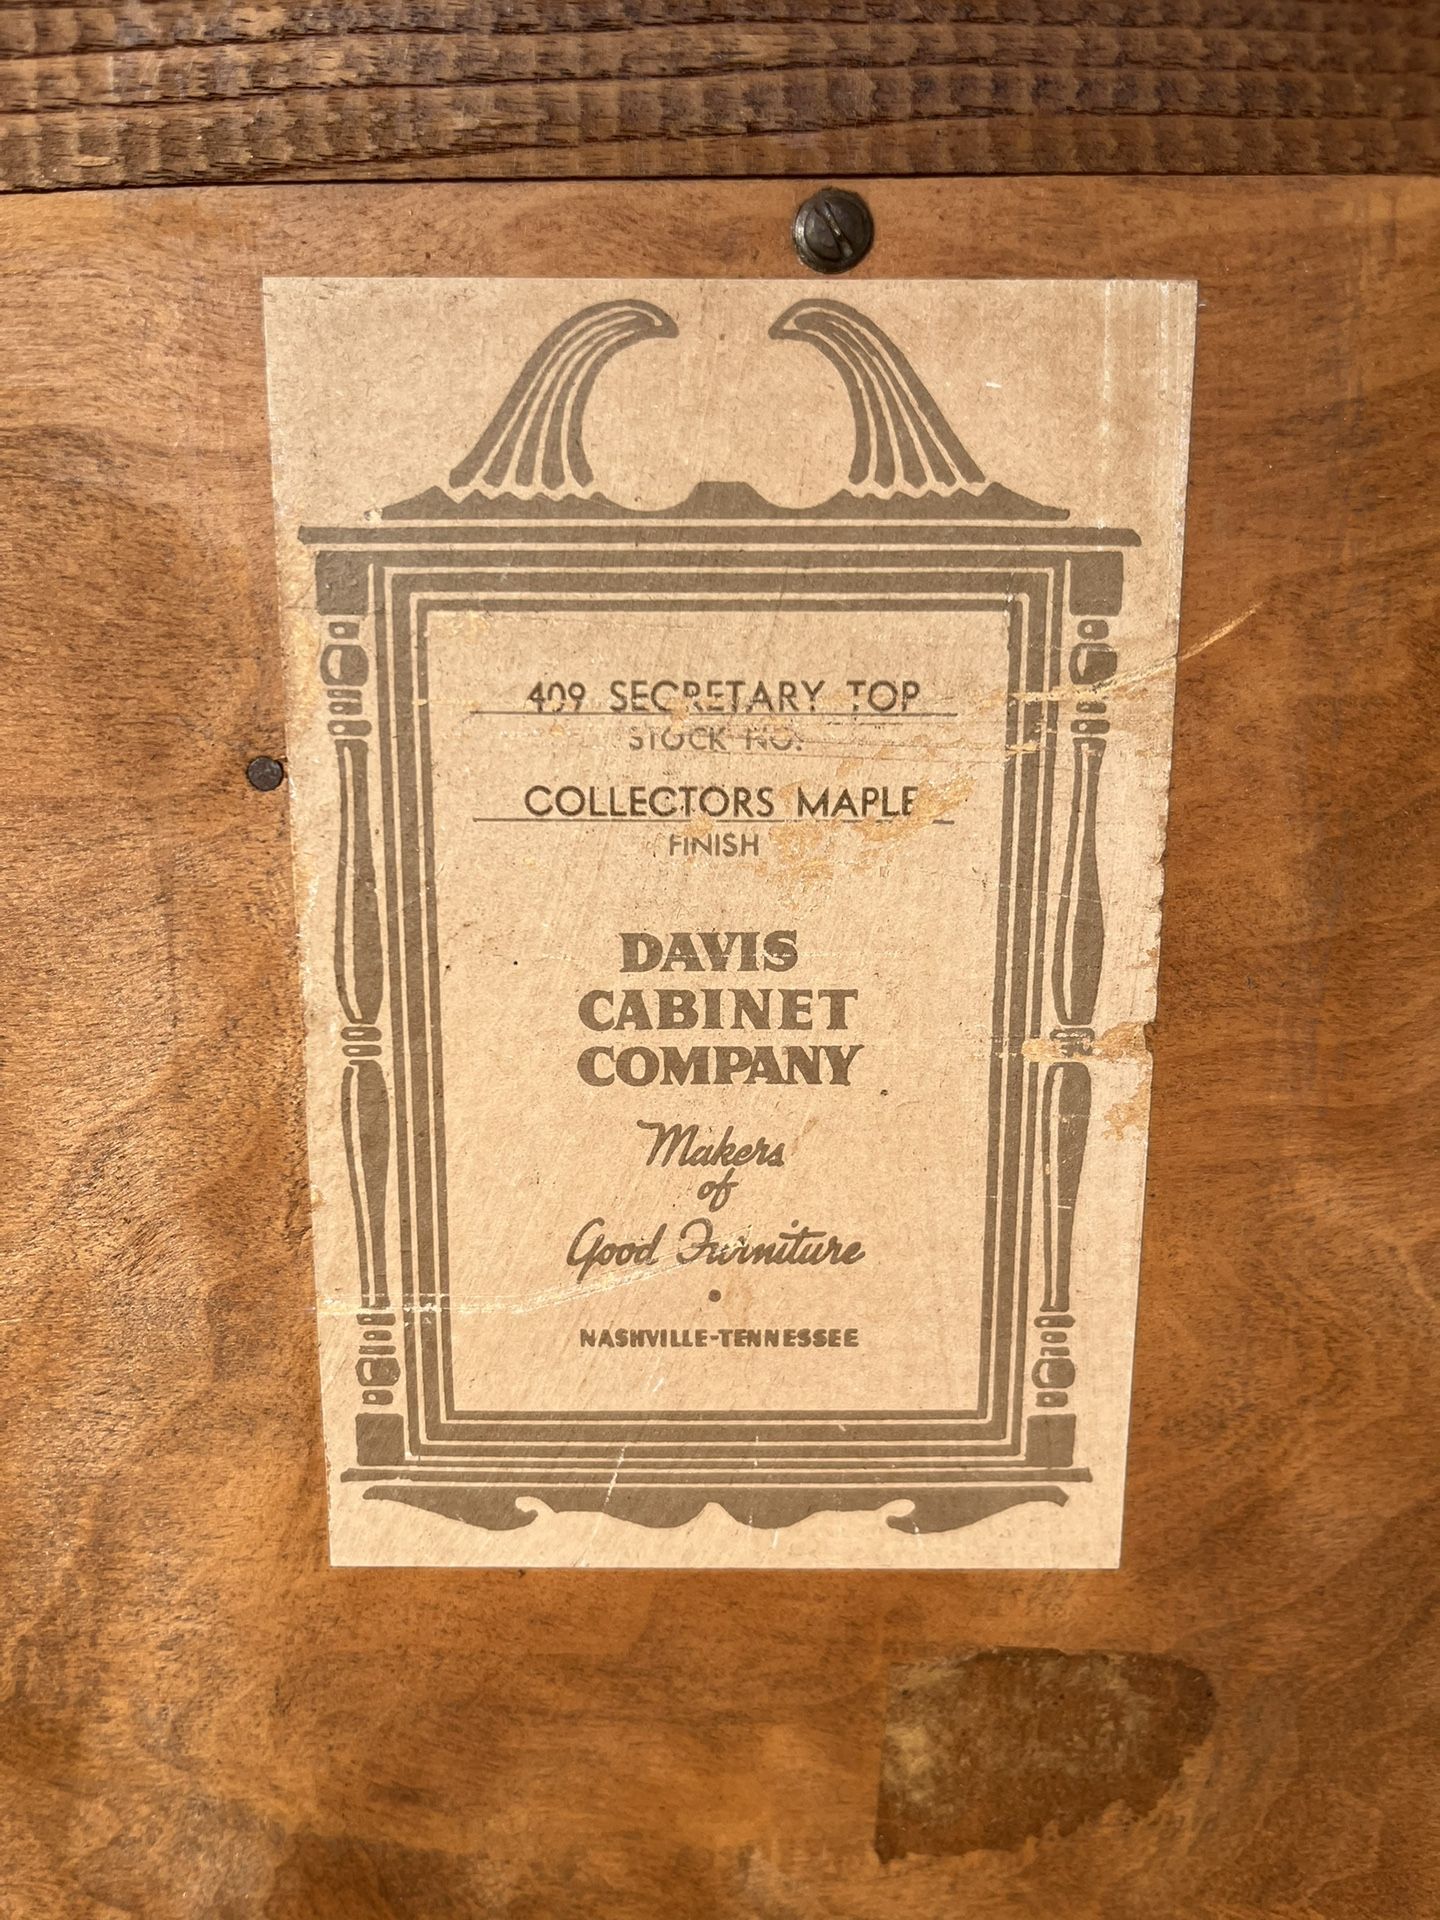 409 SECRETARY TOP
STOCK NO.
COLLECTORS MAPLE
FINISH
DAVIS
CABINET
COMPANY
Makers
of
Good Furniture
•
NASHVILLE-TENNESSEE